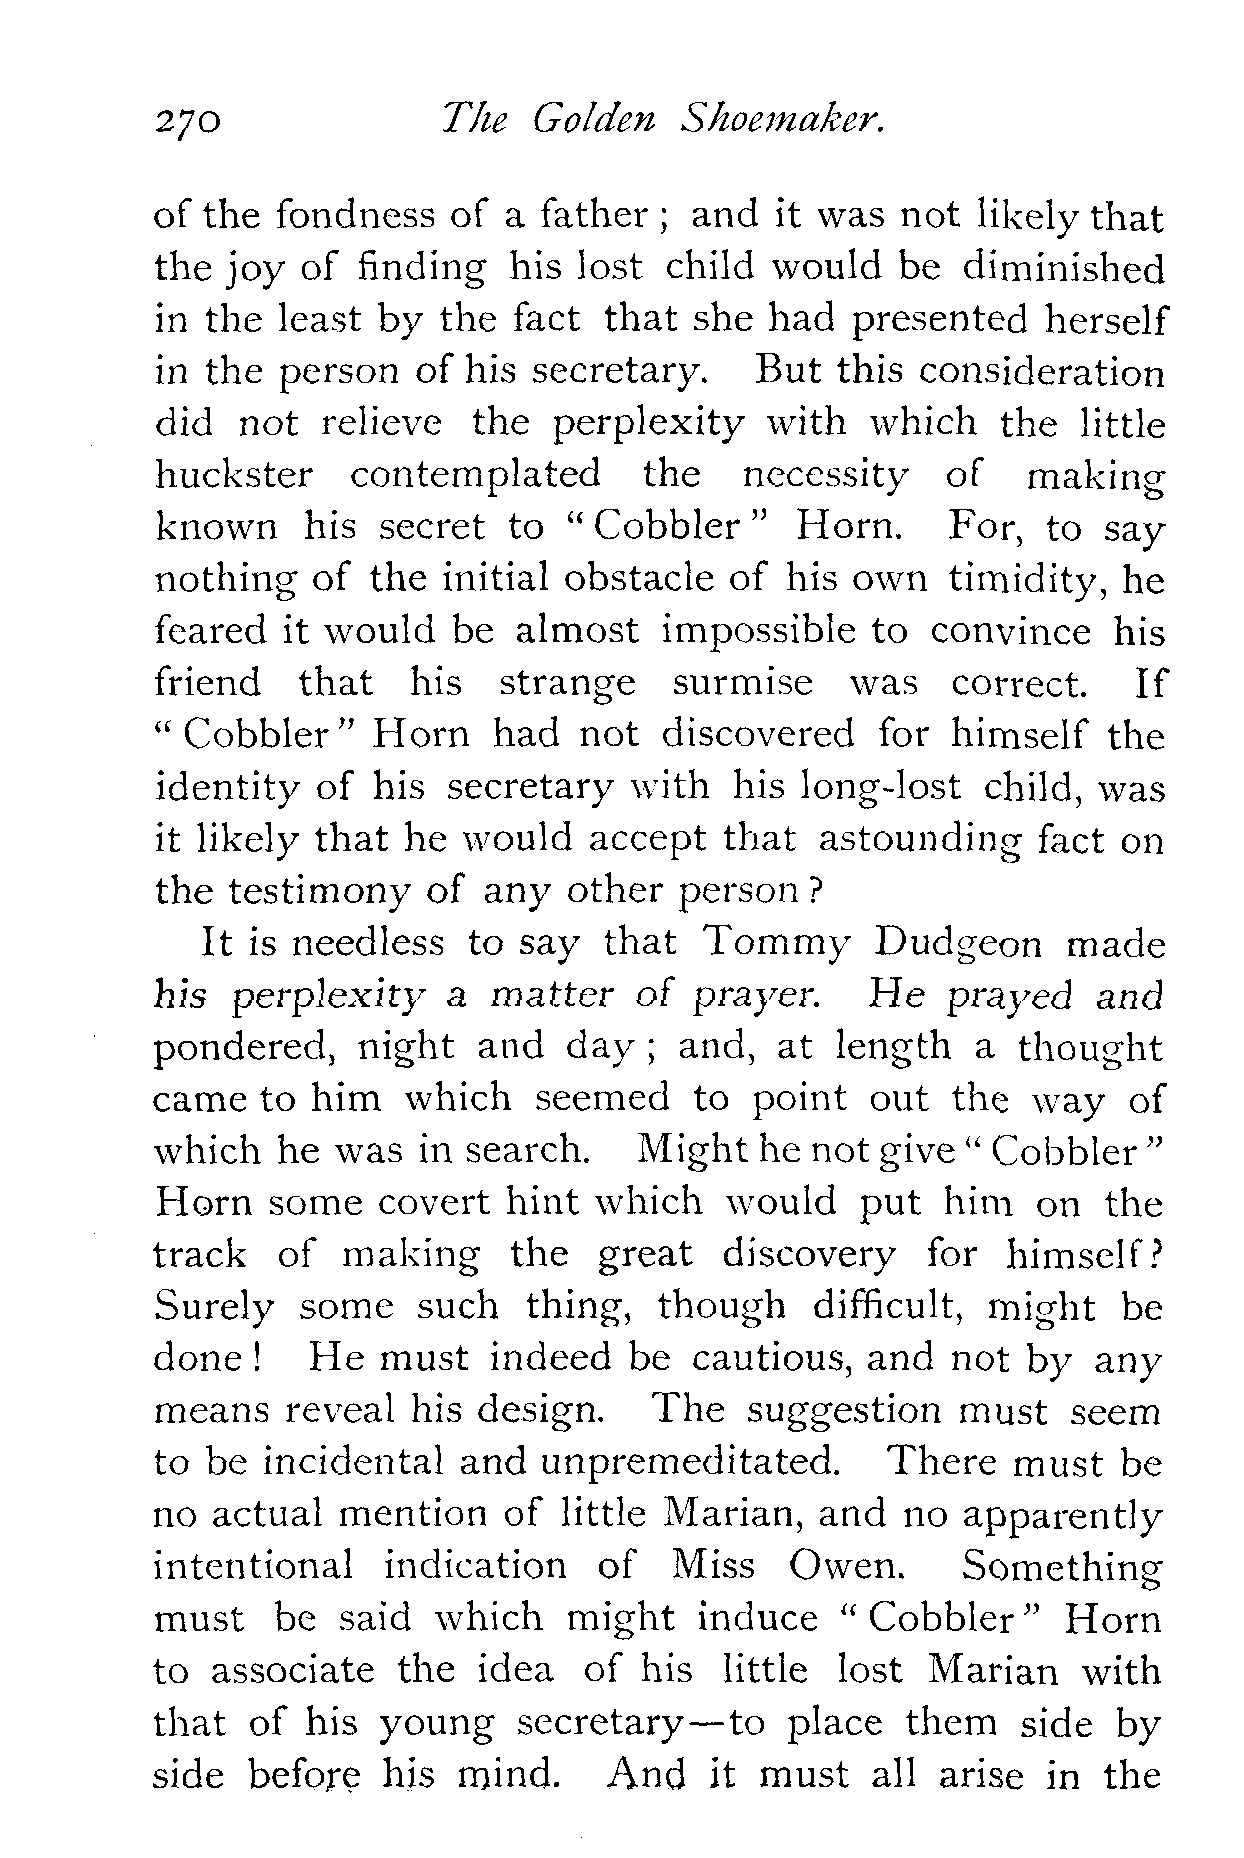 270 The Golden Shoemaker.
of the fondness of a father ; and it was not likely that
the joy of finding his lost child would be diminished
in the least by the fact that she had presented herself
in the person of his secretary. But this consideration
did not relieve the perplexity with which the little
huckster contemplated the necessity of making
known his secret to “ Cobbler ” Horn. For, to say
nothing of the initial obstacle of his own timidity, he
feared it would be almost impossible to convince his
friend that his strange surmise was correct. If
“ Cobbler ” Horn had not discovered for himself the
identity of his secretary with his long-lost child, was
it likely that he would accept that astounding fact on
the testimony of any other person ?
It is needless to say that Tommy Dudgeon made
his perplexity a matter of prayer. He prayed and
pondered, night and day ; and, at length a thought
came to him which seemed to point out the way of
which he was in search. Might he not give “ Cobbler ”
Horn some covert hint which would put him on the
track of making the great discovery for himself?
Surely some such thing, though difficult, might be
done ! He must indeed be cautious, and not by any
means reveal his design. The suggestion must seem
to be incidental and unpremeditated. There must be
no actual mention of little Marian, and no apparently
intentional indication of Miss Owen. Something
must be said which might induce “ Cobbler ” Horn
to associate the idea of his little lost Marian with
that of his young secretary—to place them side by
side before his mind. And it must all arise in the